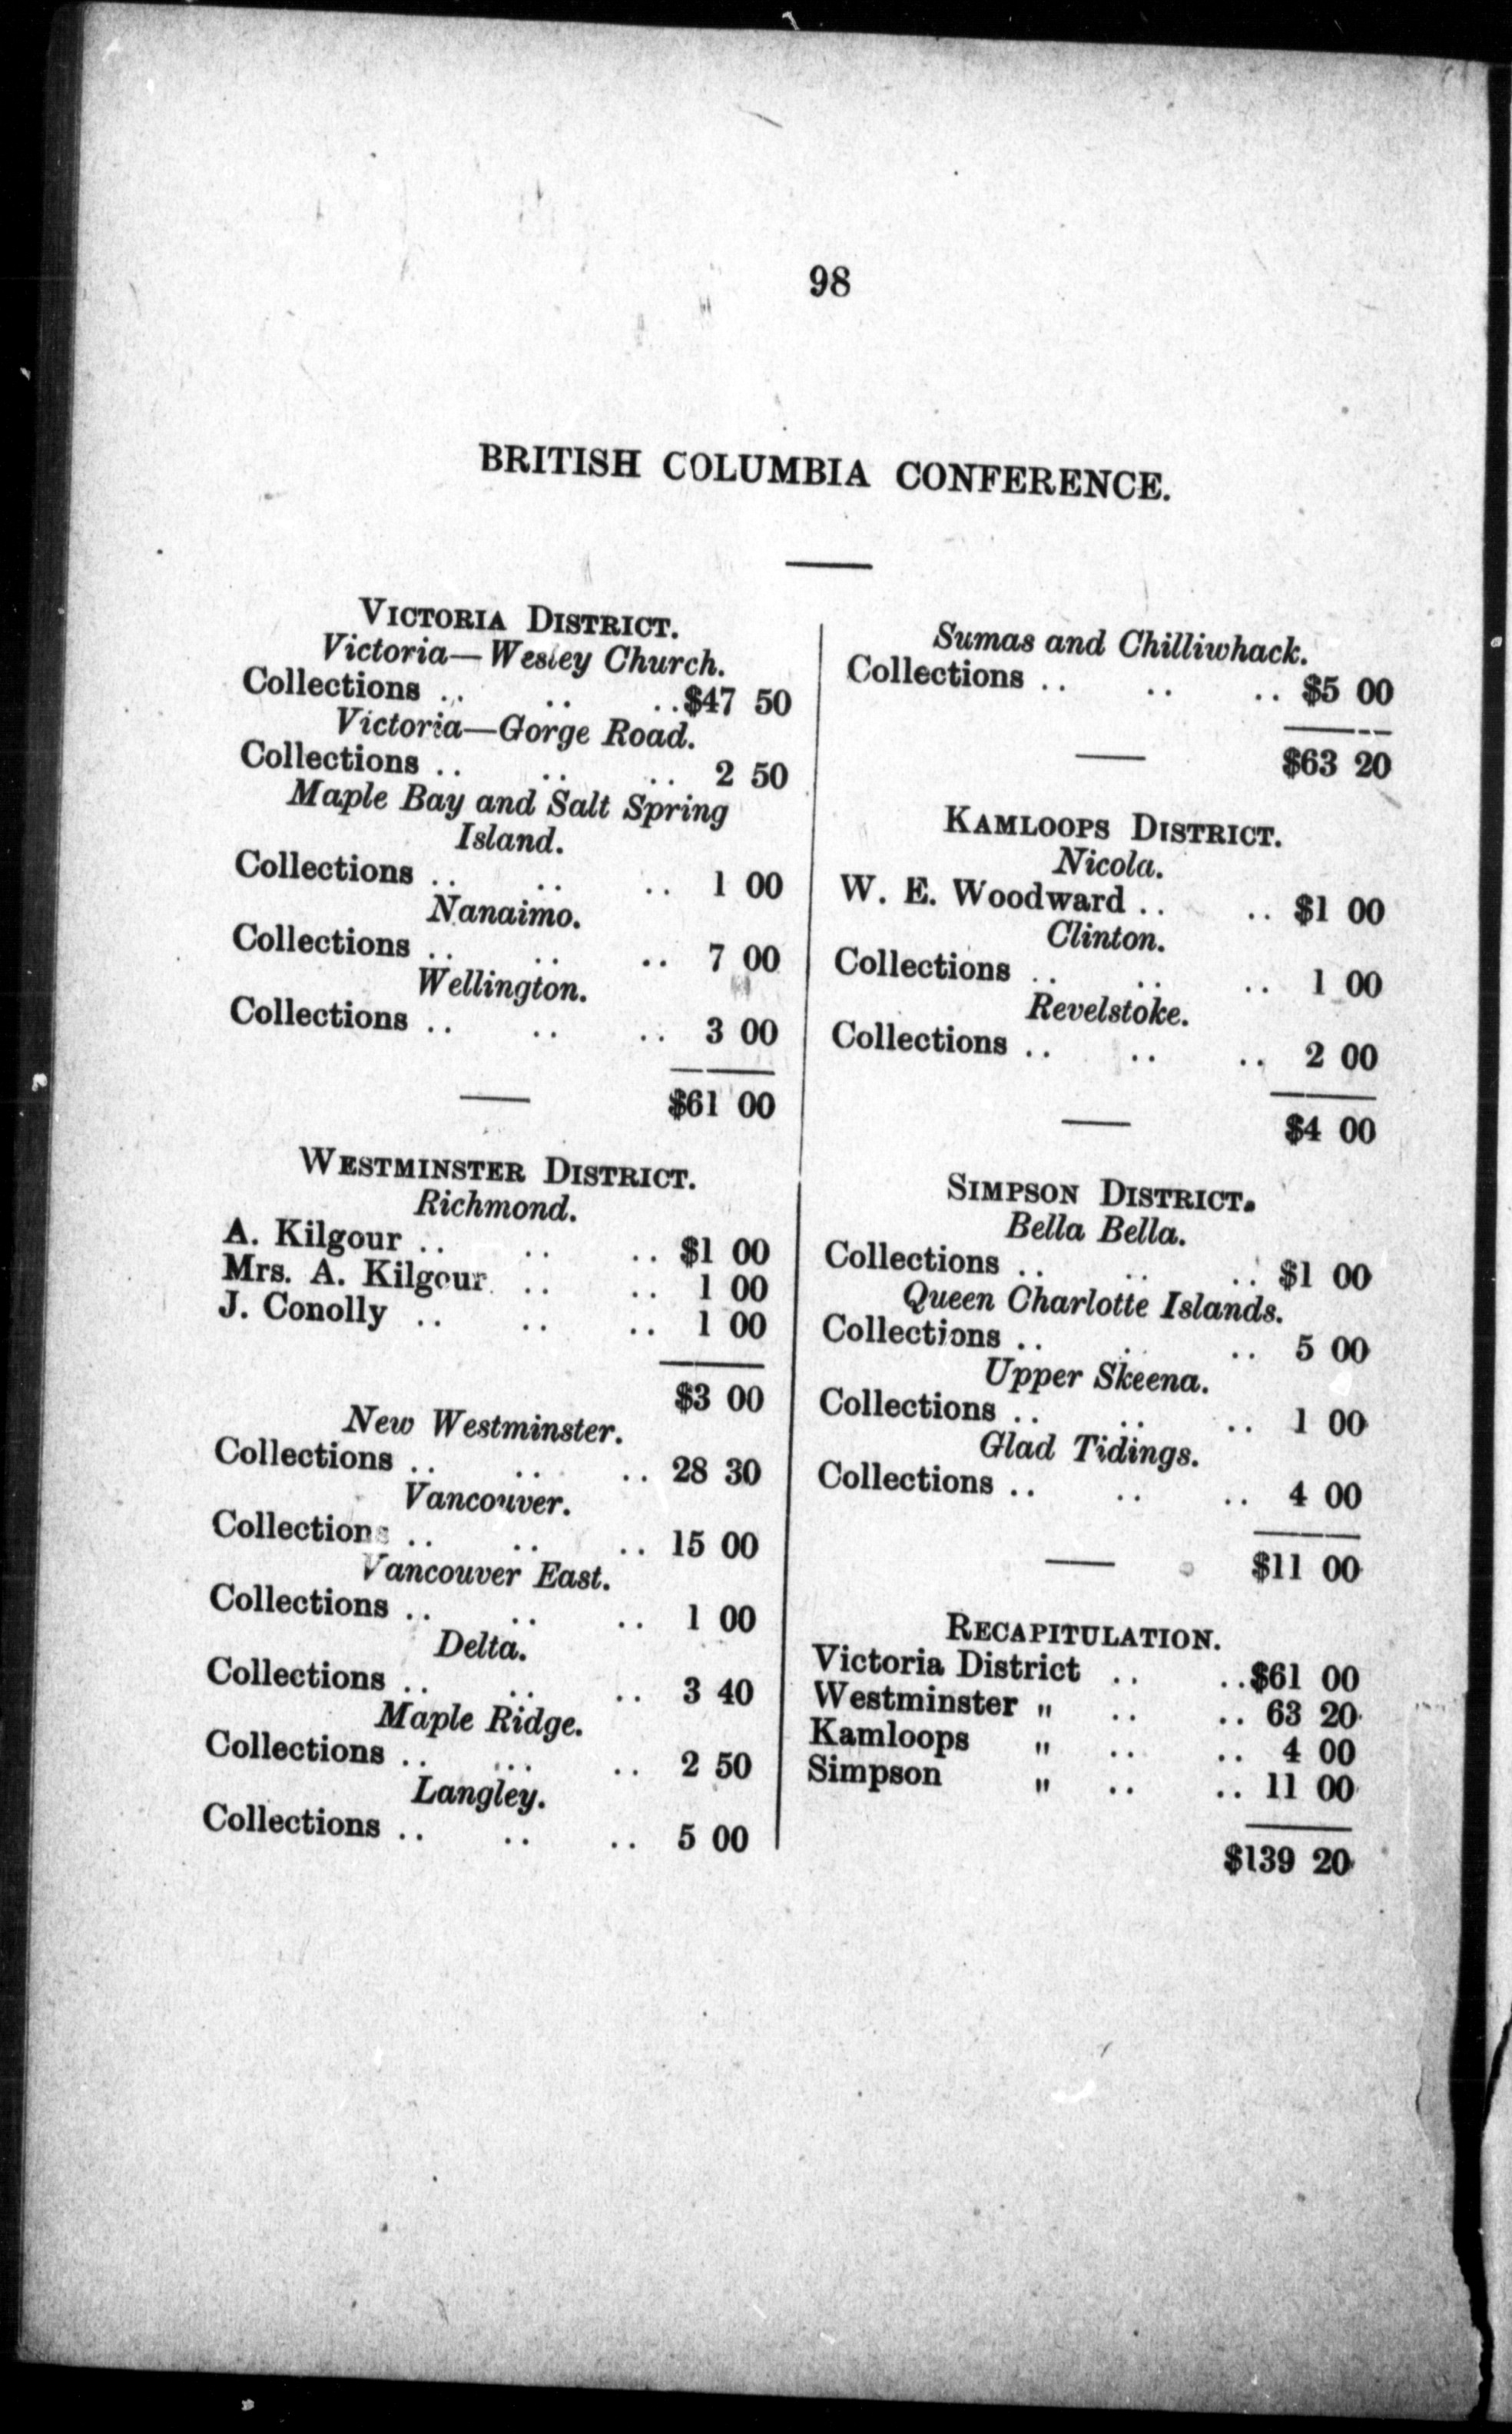 98
BRITISH COLUMBIA CONFERENCE.
VICTORIA DISTRICT.
Victoria—Wesley Church.
Collections .. .. ..$47 50
Victoria—Gorge Road.
Collections .. .. .. 2 50
Maple Bay and Salt Spring
Island.
Collections .. .. .. 1 00
Nanaimo.
Collections .. .. .. 7 00
Wellington.
Collections .. .. .. 3 00
$61 00
WESTMINSTER DISTRICT.
Richmond.
A. Kilgour .. .. .. $1 00
Mrs. A. Kilgour .. .. 1 00
J. Conolly .. .. .. 1 00
$3 00
New Westminster.
Collections .. .. .. 28 30
Vancouver.
Collections .. .. .. 15 00
Vancouver East.
Collections .. .. .. 1 00
Delta.
Collections .. .. .. 3 40
Maple Ridge.
Collections .. ... .. 2 50
Langley.
Collections .. .. .. 5 00
Sumas and Chilliwhack.
Collections .. .. .. $5 00
$63 20
KAMLOOPS DISTRICT.
Nicola.
W. E. Woodward .. .. $1 00
Clinton.
Collections .. .. .. 1 00
Revelstoke.
Collections .. .. .. 2 00
$4 00
SIMPSON DISTRICT.
Bella Bella.
Collections .. .. .. $1 00
Queen Charlotte Islands.
Collections .. .. .. 5 00
Upper Skeena.
Collections .. .. .. 1 00
Glad Tidings.
Collections .. .. .. 4 00
$11 00
RECAPITULATION.
Victoria District .. ..$61 00
Westminster " .. .. 63 20
Kamloops " .. .. 4 00
Simpson " .. .. 11 00
$139 20